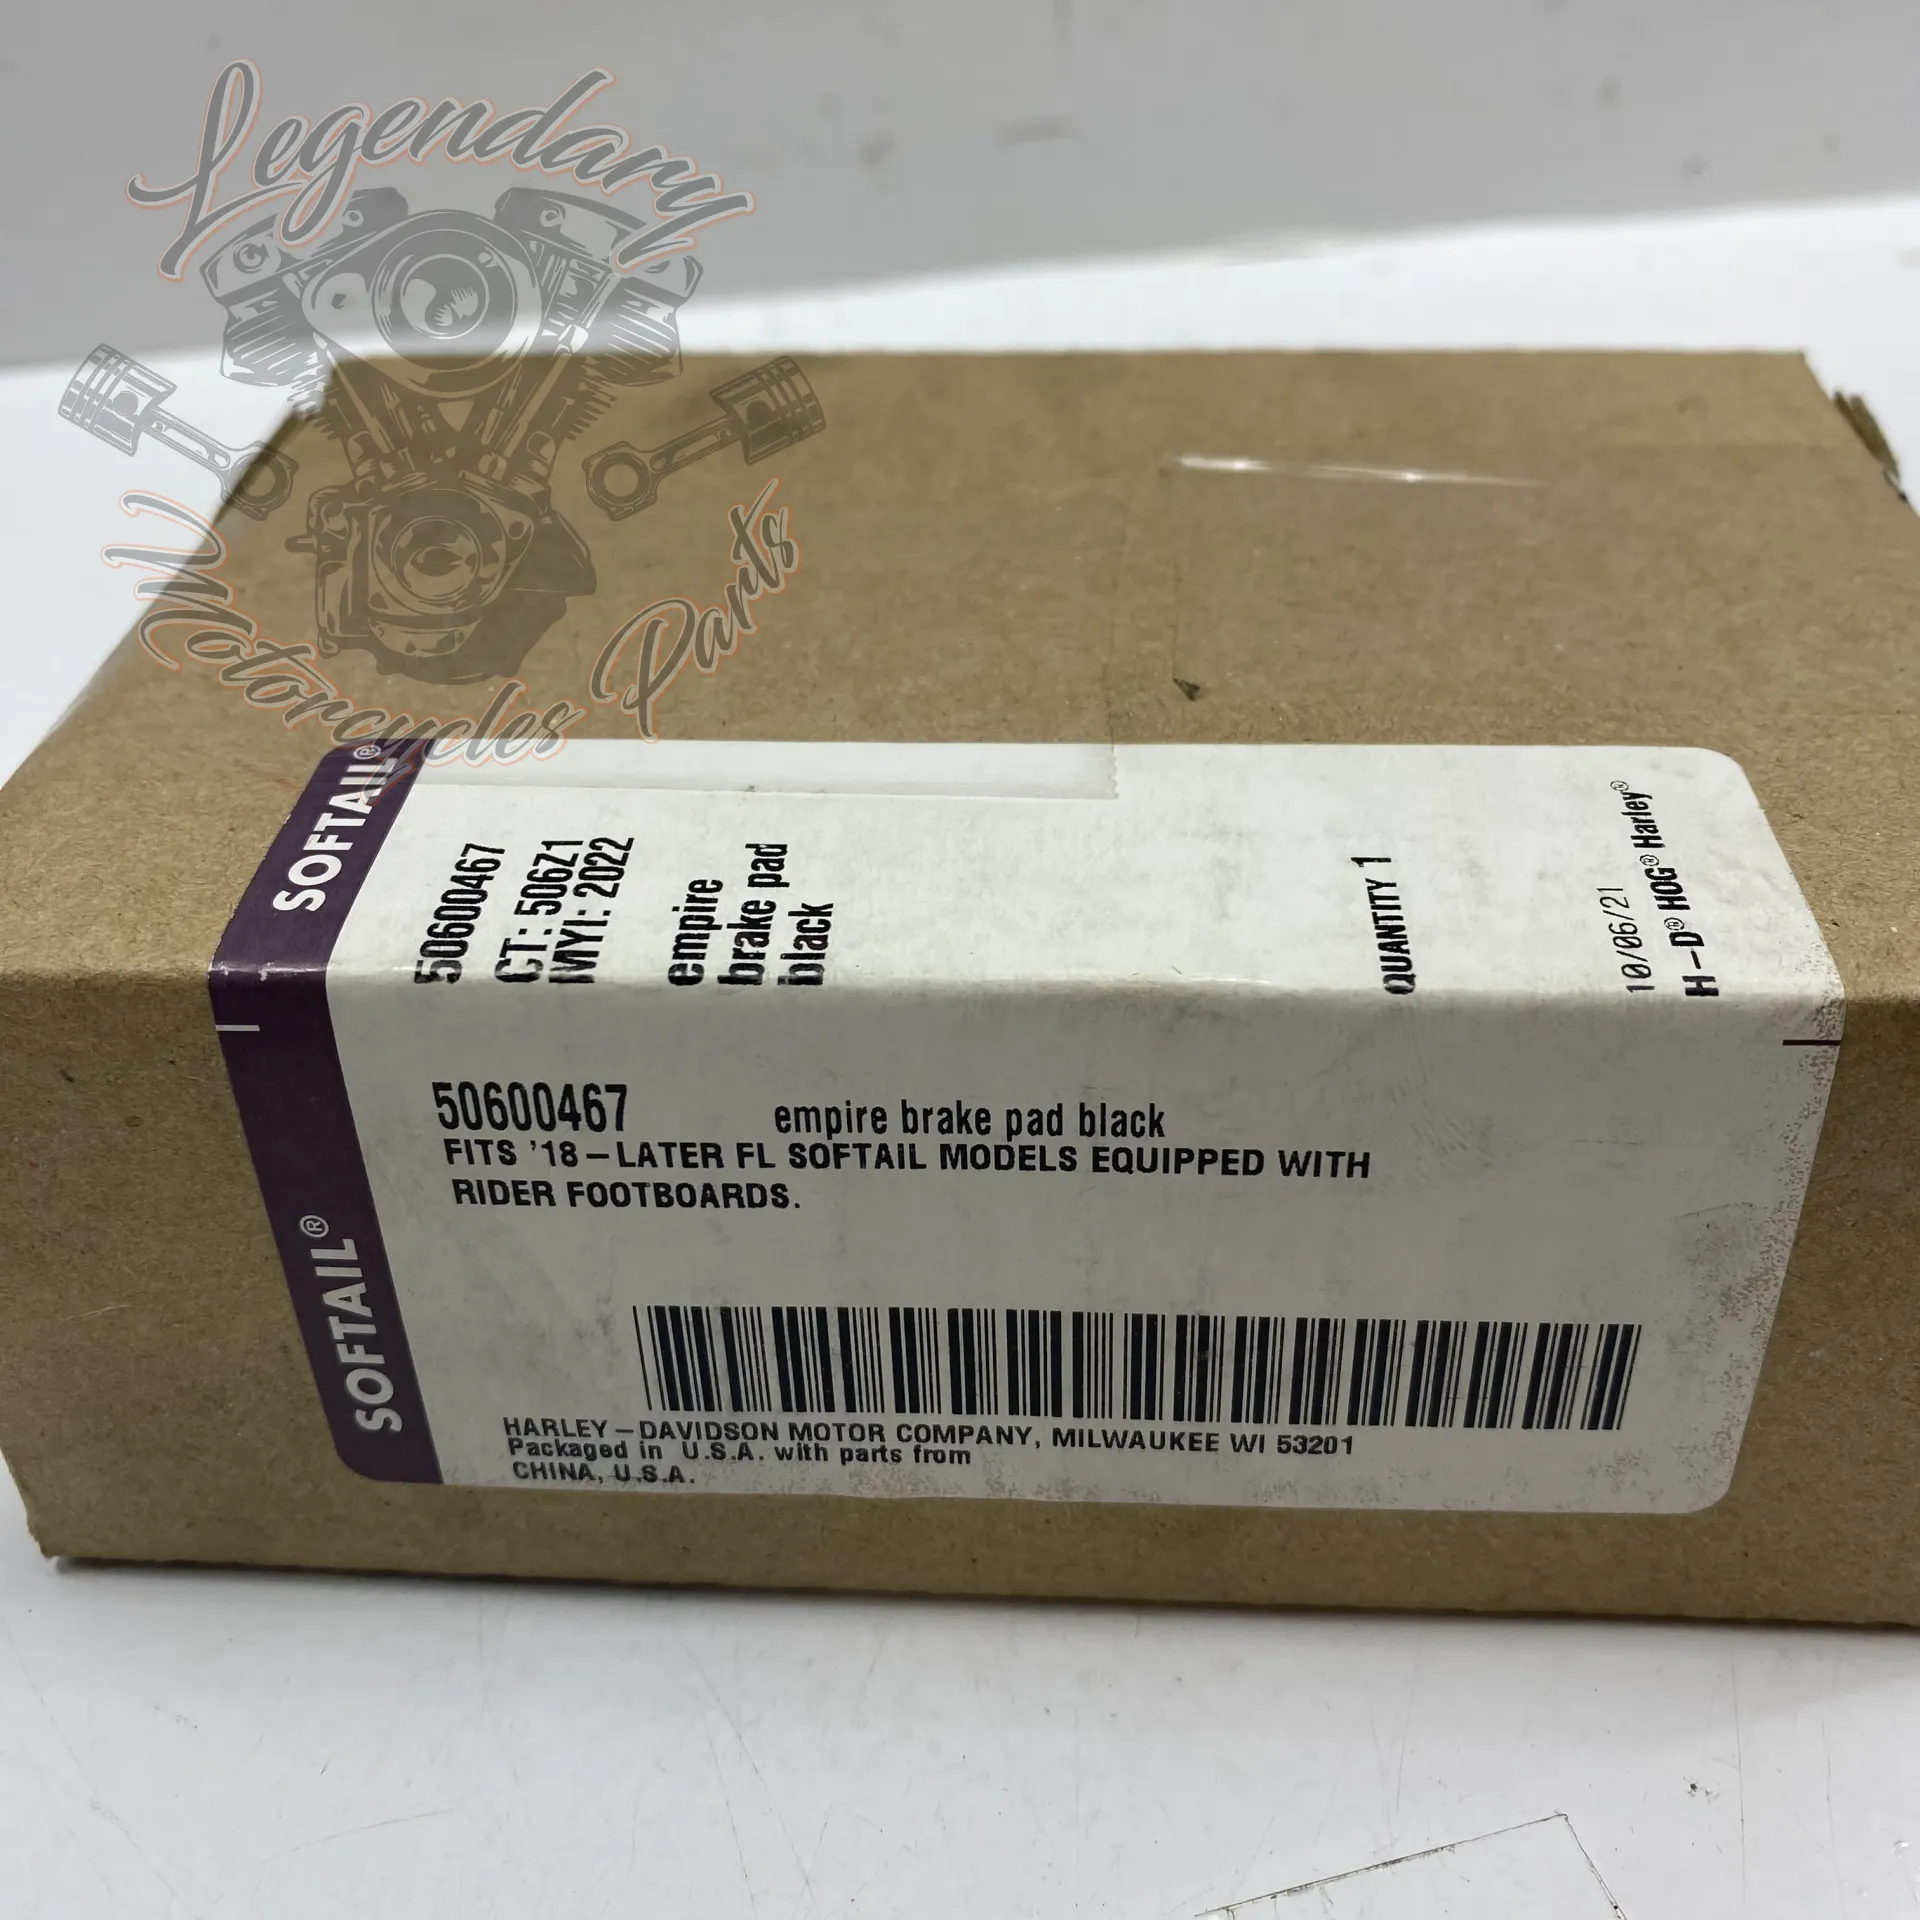 Legendary
Motorcycles Parts
SOFTAIL®
50600467
CT: 506Z1
MYI: 2022
empire
brake pad
black
QUANTITY 1
10/06/21
H-D® HOG® Harley®
SOFTAIL®
50600467 empire brake pad black
FITS '18-LATER FL SOFTAIL MODELS EQUIPPED WITH
RIDER FOOTBOARDS.
HARLEY-DAVIDSON MOTOR COMPANY, MILWAUKEE WI 53201
Packaged in U.S.A. with parts from
CHINA, U.S.A.